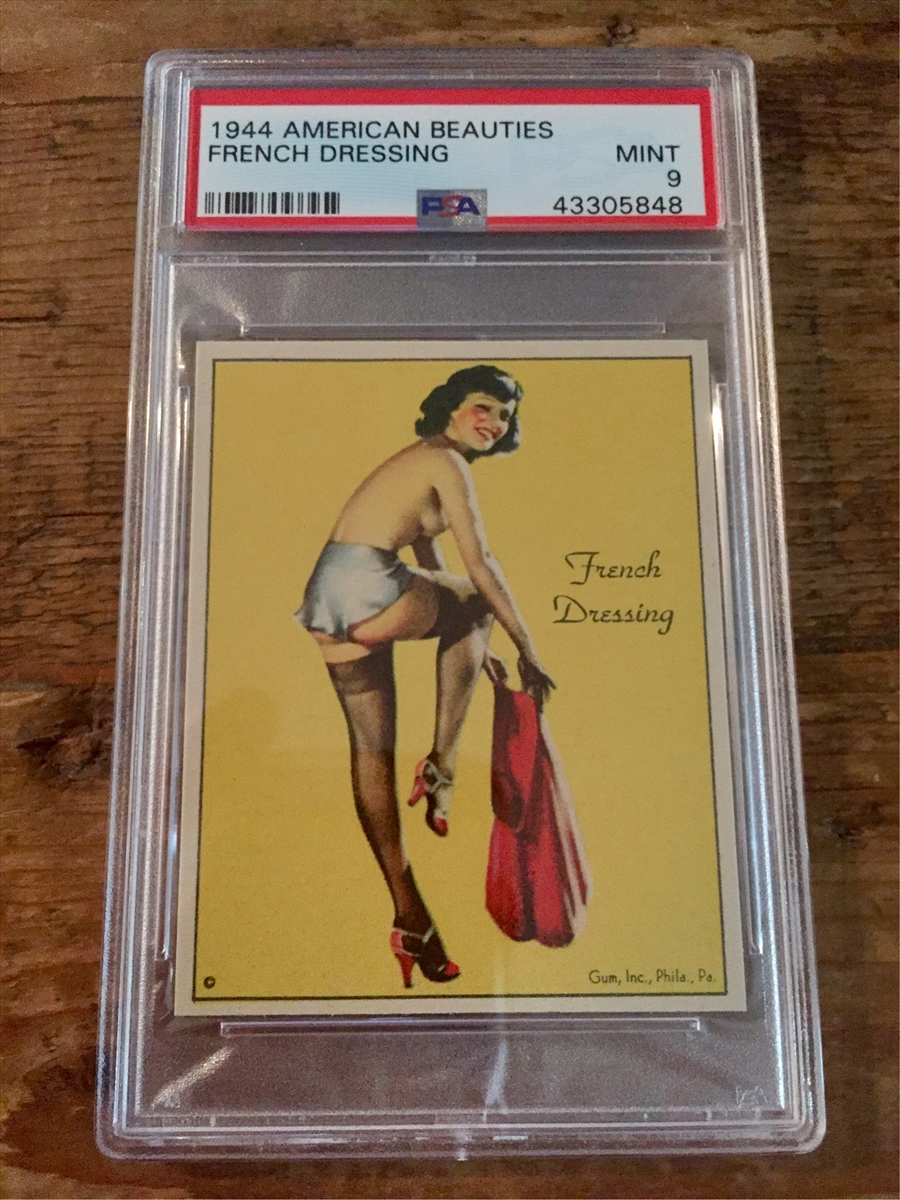 1944 AMERICAN BEAUTIES
FRENCH DRESSING MINT
9
PSA 43305848
French
Dressing
© Gum, Inc., Phila., Pa.